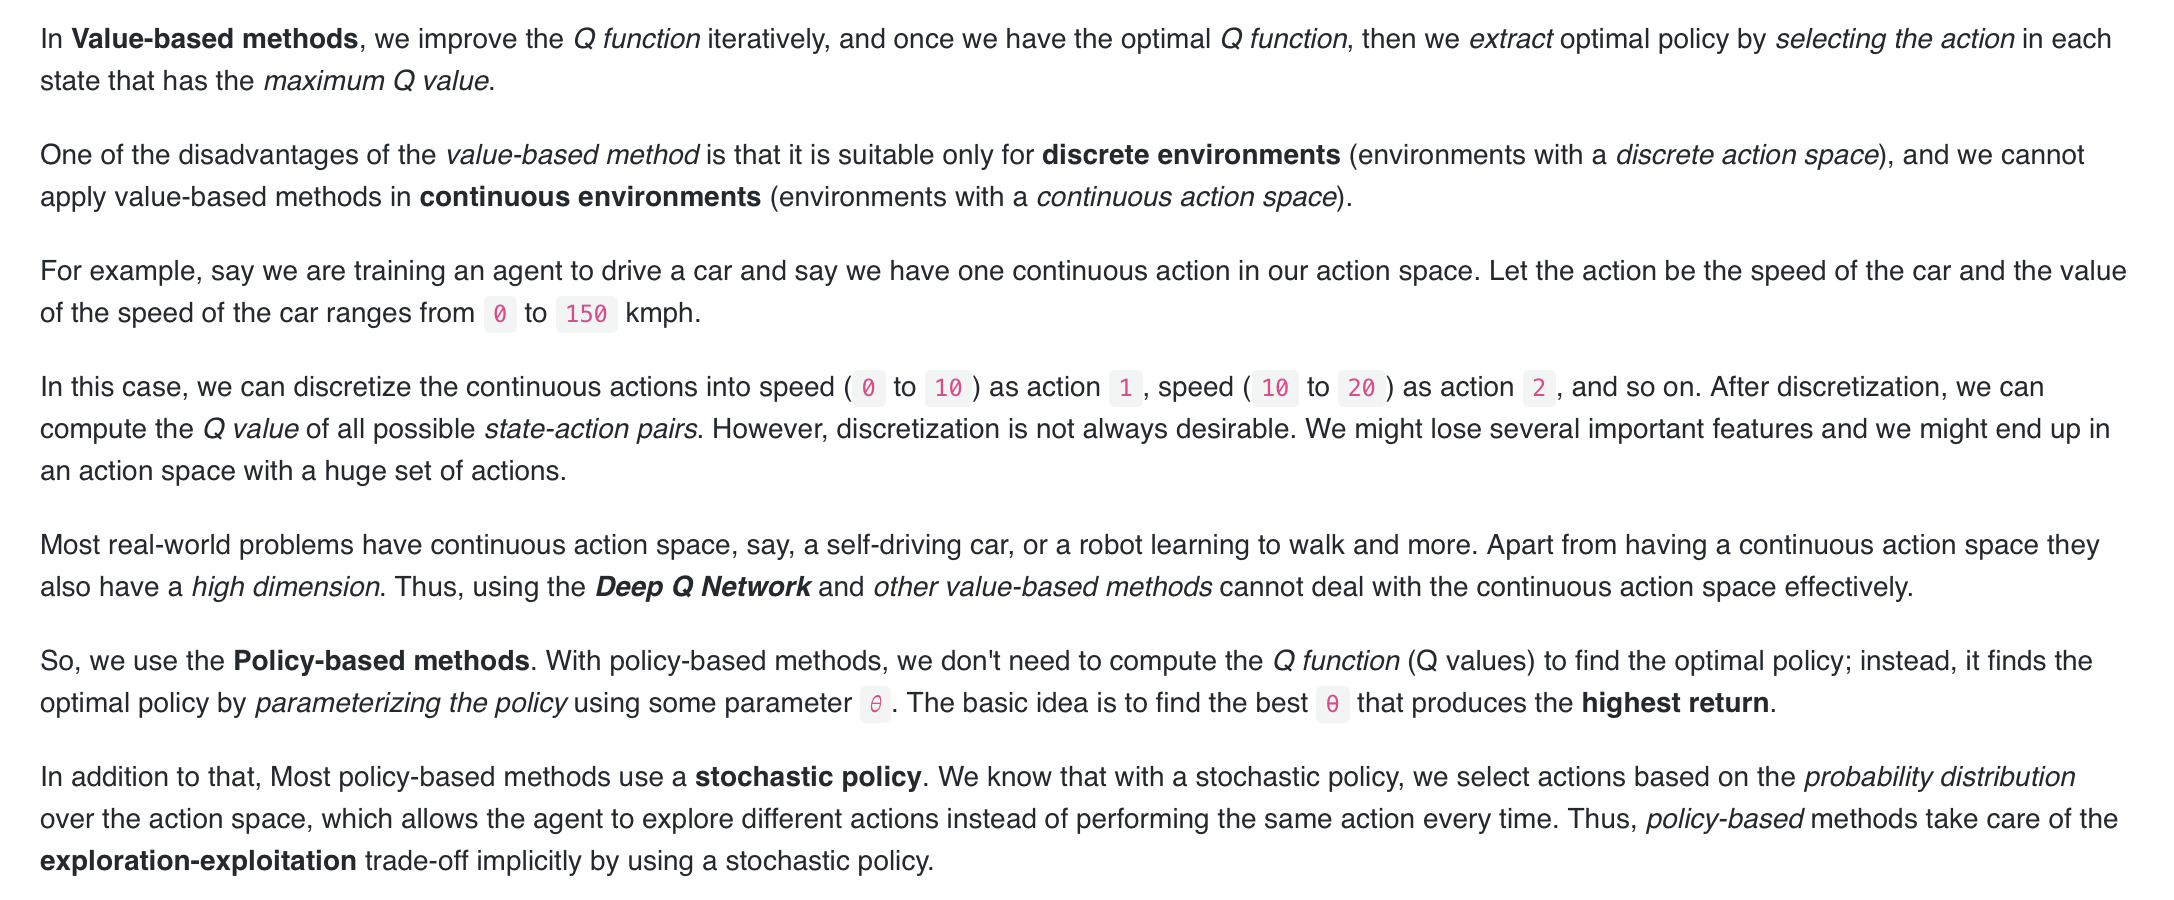 In Value-based methods, we improve the Q function iteratively, and once we have the optimal Q function, then we extract optimal policy by selecting the action in each
state that has the maximum Q value.
One of the disadvantages of the value-based method is that it is suitable only for discrete environments (environments with a discrete action space), and we cannot
apply value-based methods in continuous environments (environments with a continuous action space).
For example, say we are training an agent to drive a car and say we have one continuous action in our action space. Let the action be the speed of the car and the value
of the speed of the car ranges from 0 to 150 kmph.
In this case, we can discretize the continuous actions into speed ( 0 to 10 ) as action 1 , speed ( 10 to 20 ) as action 2 , and so on. After discretization, we can
compute the Q value of all possible state-action pairs. However, discretization is not always desirable. We might lose several important features and we might end up in
an action space with a huge set of actions.
Most real-world problems have continuous action space, say, a self-driving car, or a robot learning to walk and more. Apart from having a continuous action space they
also have a high dimension. Thus, using the Deep Q Network and other value-based methods cannot deal with the continuous action space effectively.
So, we use the Policy-based methods. With policy-based methods, we don't need to compute the Q function (Q values) to find the optimal policy; instead, it finds the
optimal policy by parameterizing the policy using some parameter θ . The basic idea is to find the best θ that produces the highest return.
In addition to that, Most policy-based methods use a stochastic policy. We know that with a stochastic policy, we select actions based on the probability distribution
over the action space, which allows the agent to explore different actions instead of performing the same action every time. Thus, policy-based methods take care of the
exploration-exploitation trade-off implicitly by using a stochastic policy.